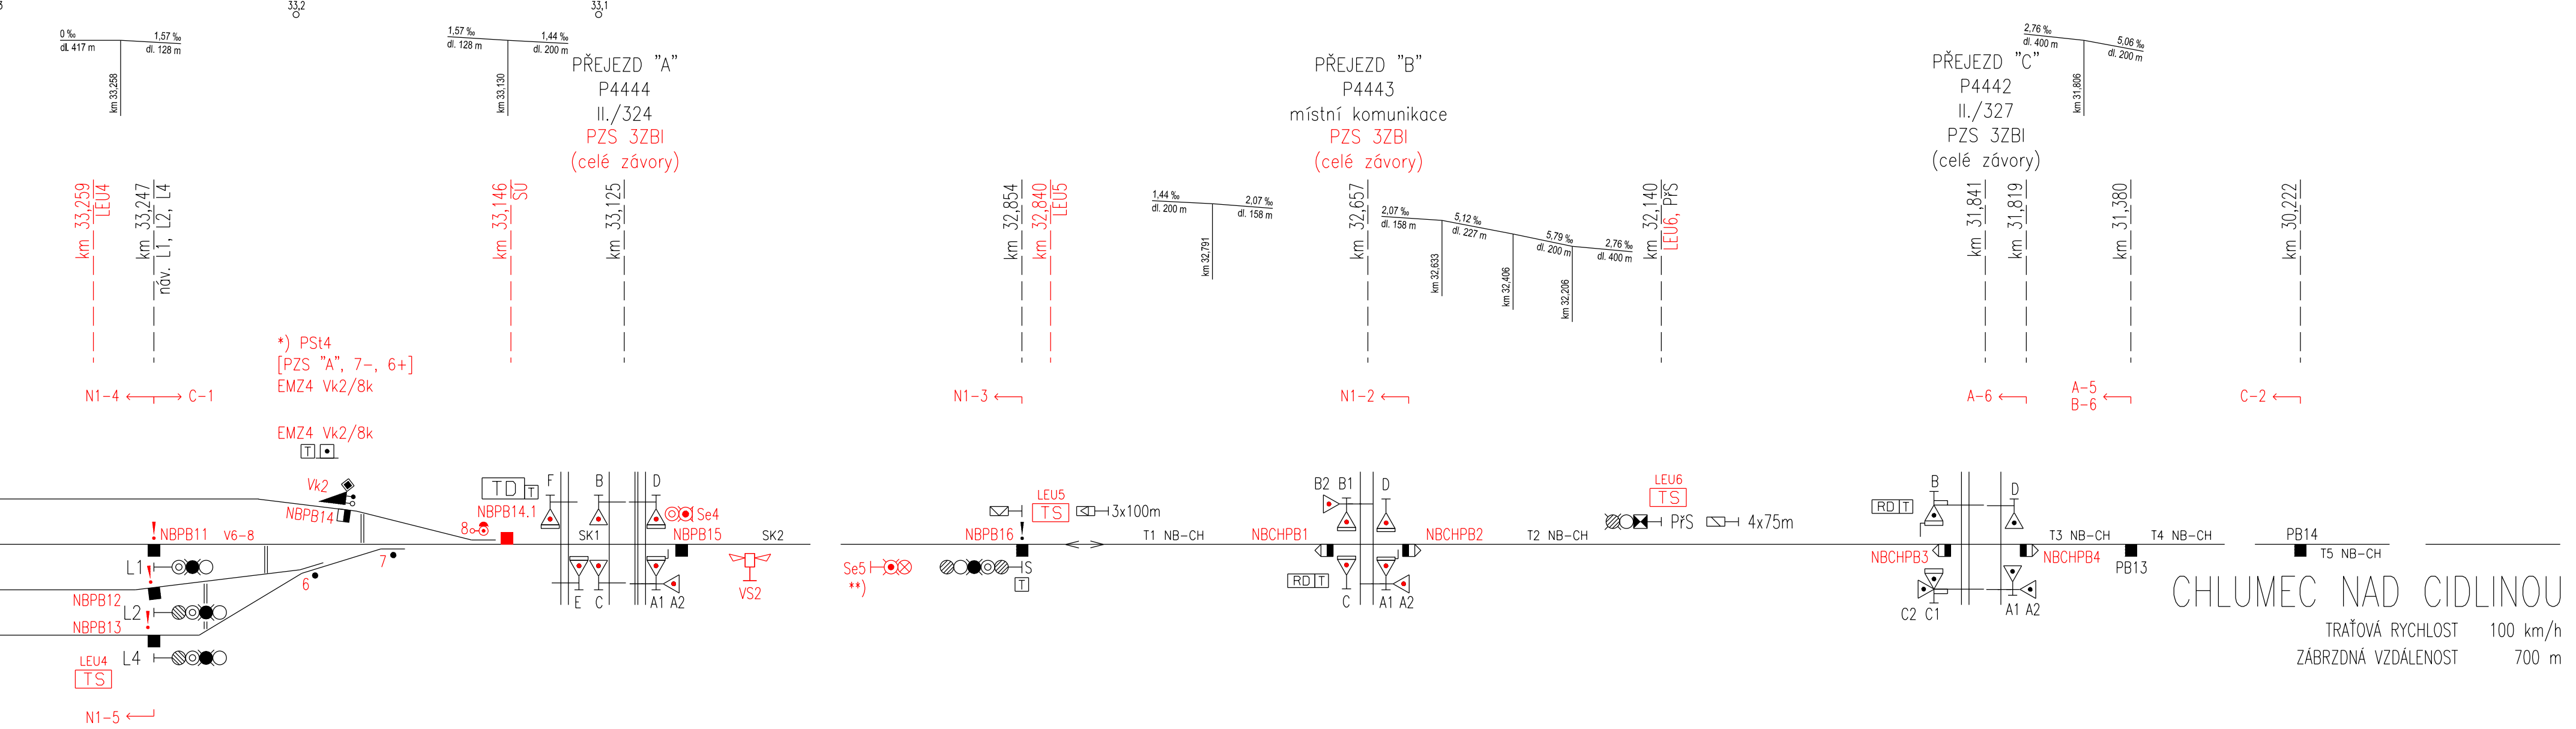 3
33,2
33,1
0 ‰
dl. 417 m
1,57 ‰
dl. 128 m
km 33,258
1,57 ‰
dl. 128 m
1,44 ‰
dl. 200 m
km 33,130
PŘEJEZD "A"
P4444
II./324
PZS 3ZBI
(celé závory)
PŘEJEZD "B"
P4443
místní komunikace
PZS 3ZBI
(celé závory)
PŘEJEZD "C"
P4442
II./327
PZS 3ZBI
(celé závory)
2,76 ‰
dl. 400 m
5,06 ‰
dl. 200 m
km 31,806
km 33,259
LEU4
km 33,247
náv. L1, L2, L4
km 33,146
SÚ
km 33,125
km 32,854
km 32,840
LEU5
1,44 ‰
dl. 200 m
2,07 ‰
dl. 158 m
km 32,791
km 32,657
2,07 ‰
dl. 158 m
5,12 ‰
dl. 227 m
5,79 ‰
dl. 200 m
2,76 ‰
dl. 400 m
km 32,633
km 32,406
km 32,206
km 32,140
LEU6, PřS
km 31,841
km 31,819
km 31,380
km 30,222
*) PSt4
[PZS "A", 7-, 6+]
EMZ4 Vk2/8k
N1-4
C-1
N1-3
N1-2
A-6
A-5
B-6
C-2
EMZ4 Vk2/8k
T
Vk2
NBPB14
TD
T
NBPB14.1
8
F
B
D
Se4
NBPB11
V6-8
SK1
NBPB15
SK2
L1
NBPB12
L2
NBPB13
L4
6
7
E
C
A1 A2
VS2
LEU4
TS
N1-5
LEU5
TS
3x100m
NBPB16
Se5
**)
S
T
T1 NB-CH
NBCHPB1
B2 B1
D
NBCHPB2
RD T
C
A1 A2
T2 NB-CH
LEU6
TS
PřS
4x75m
RD T
B
D
NBCHPB3
NBCHPB4
C2 C1
A1 A2
T3 NB-CH
T4 NB-CH
PB13
PB14
T5 NB-CH
CHLUMEC NAD CIDLINOU
TRAŤOVÁ RYCHLOST 100 km/h
ZÁBRZDNÁ VZDÁLENOST 700 m